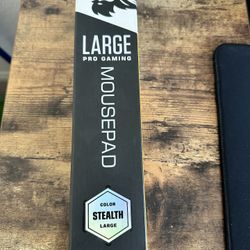 LARGE
PRO GAMING
MOUSEPAD
COLOR
STEALTH
LARGE